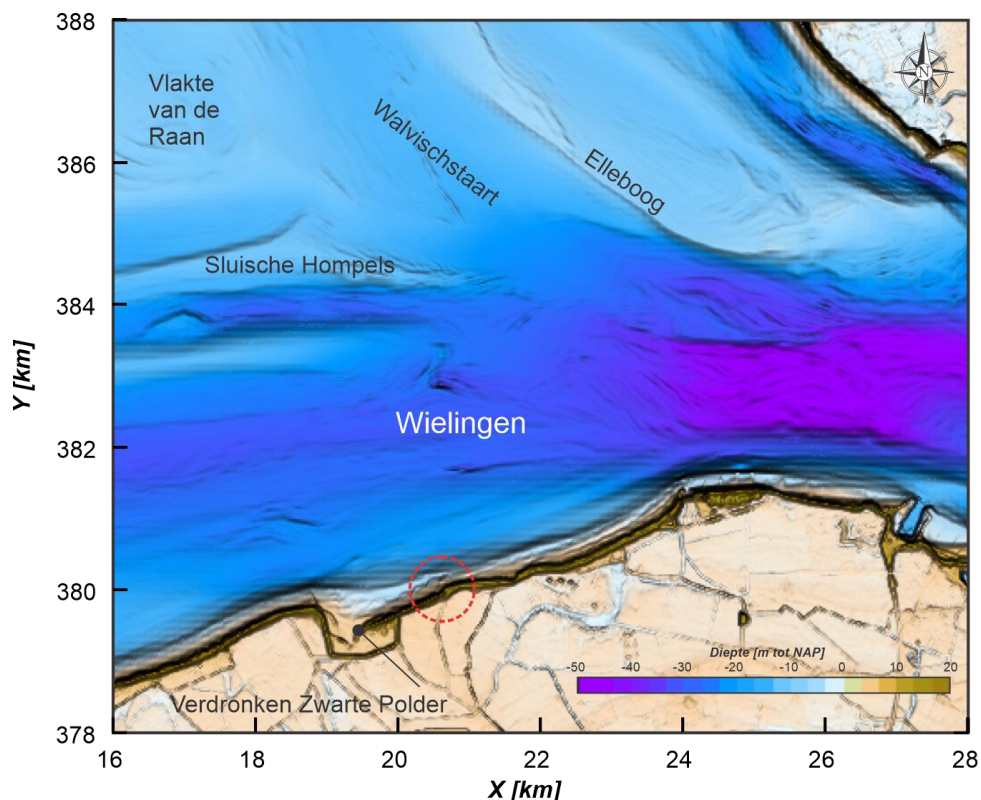 388
386
384
382
380
378
Y [km]
Vlakte
van de
Raan
Walvischstaart
Elleboog
N
Sluische Hompels
Wielingen
Verdronken Zwarte Polder
Diepte [m tot NAP]
-50 -40 -30 -20 -10 0 10 20
16 18 20 22 24 26 28
X [km]